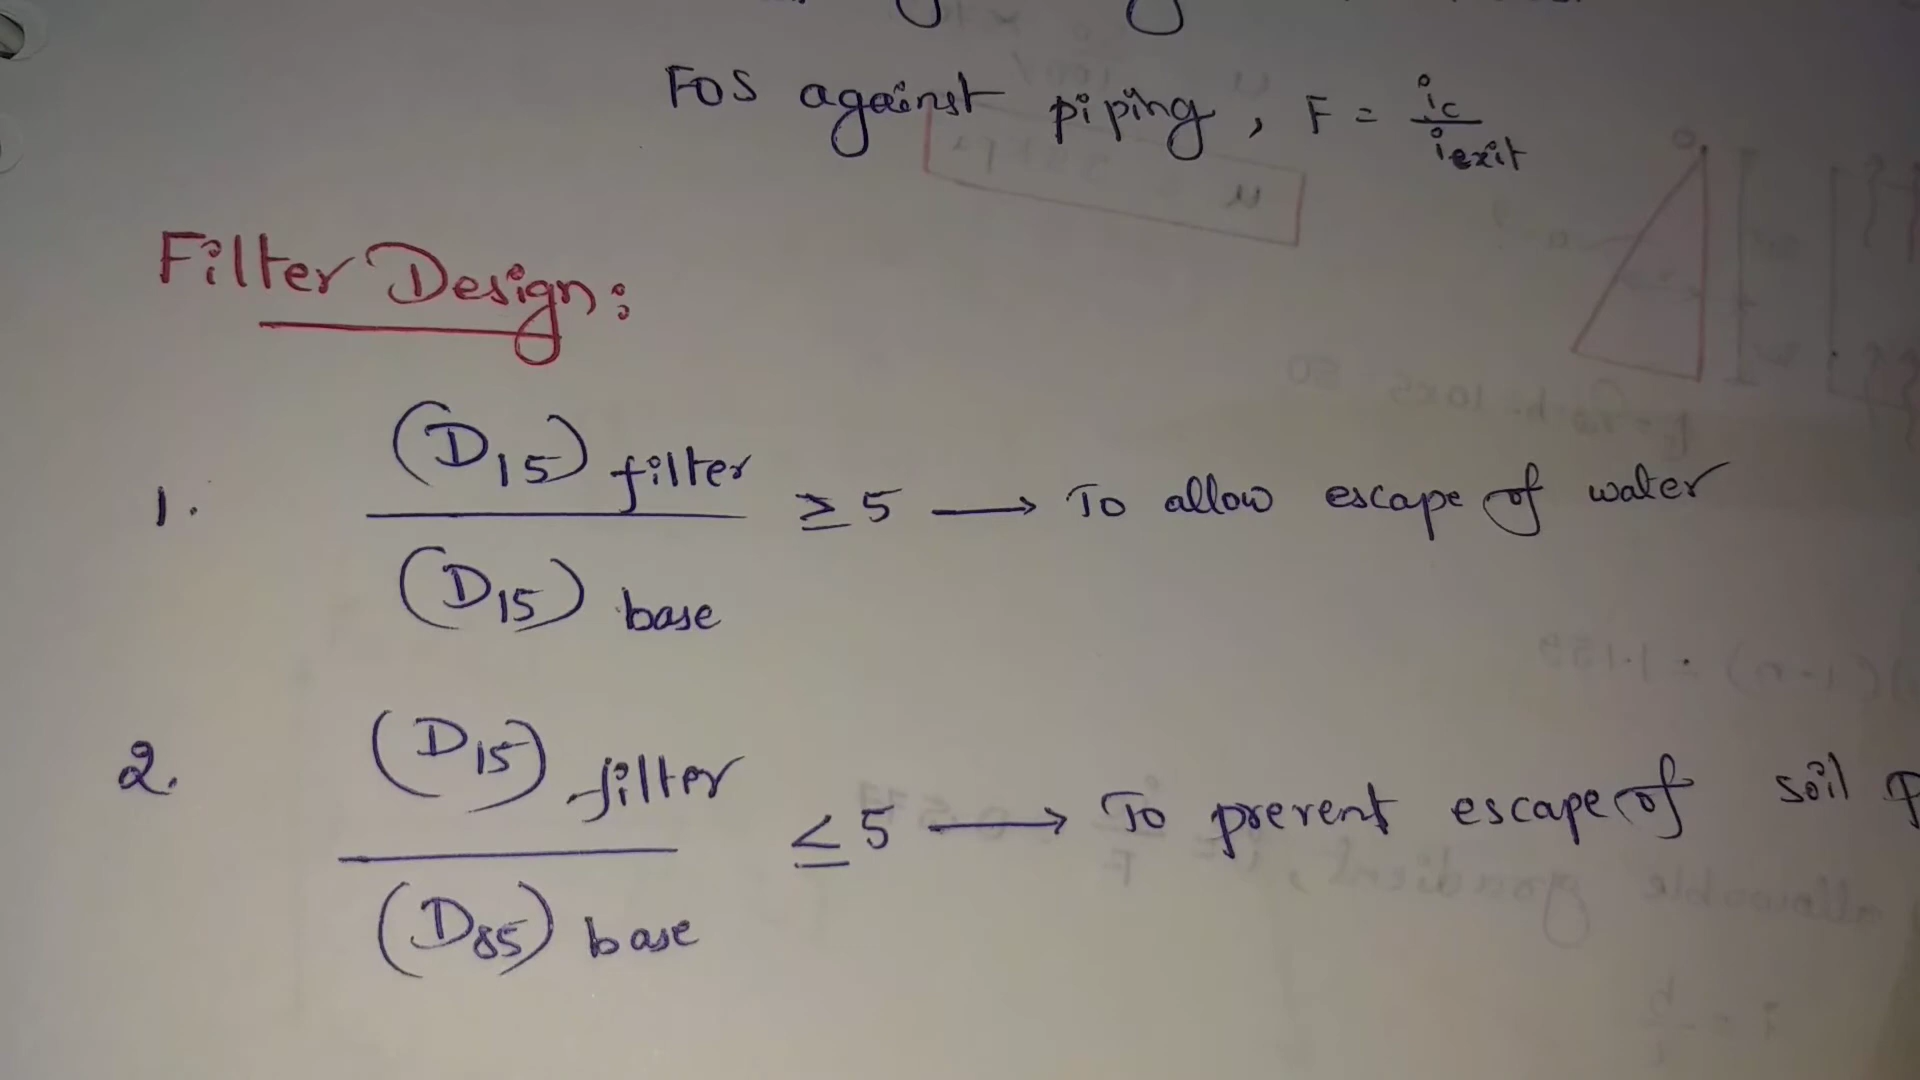 FOS against piping, F = ic/iexit
Filter Design:
1. (D15) filter / (D15) base ≥ 5 → To allow escape of water
2. (D15) filter / (D85) base ≤ 5 → To prevent escape of soil